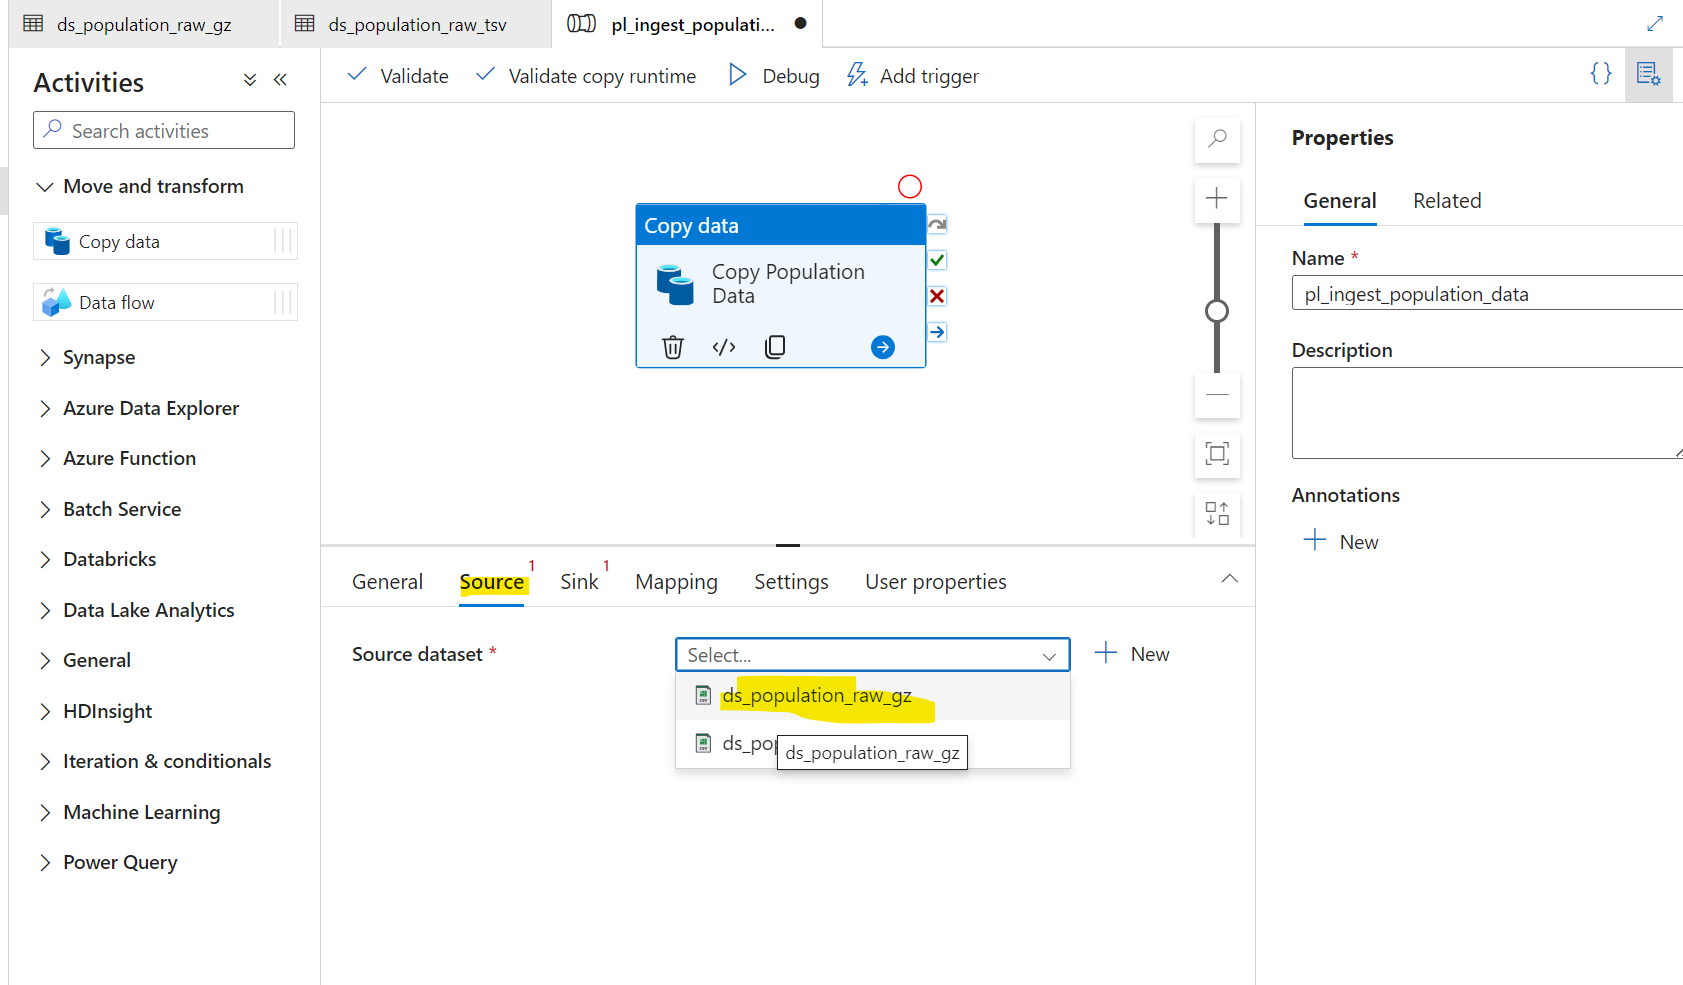 ds_population_raw_gz
ds_population_raw_tsv
pl_ingest_populati...
Activities
Search activities
Move and transform
Copy data
Data flow
Synapse
Azure Data Explorer
Azure Function
Batch Service
Databricks
Data Lake Analytics
General
HDInsight
Iteration & conditionals
Machine Learning
Power Query
Validate
Validate copy runtime
Debug
Add trigger
Copy data
Copy Population
Data
General
Source 1
Sink 1
Mapping
Settings
User properties
Source dataset *
Select...
New
ds_population_raw_gz
ds_pop
ds_population_raw_gz
Properties
General
Related
Name *
pl_ingest_population_data
Description
Annotations
New